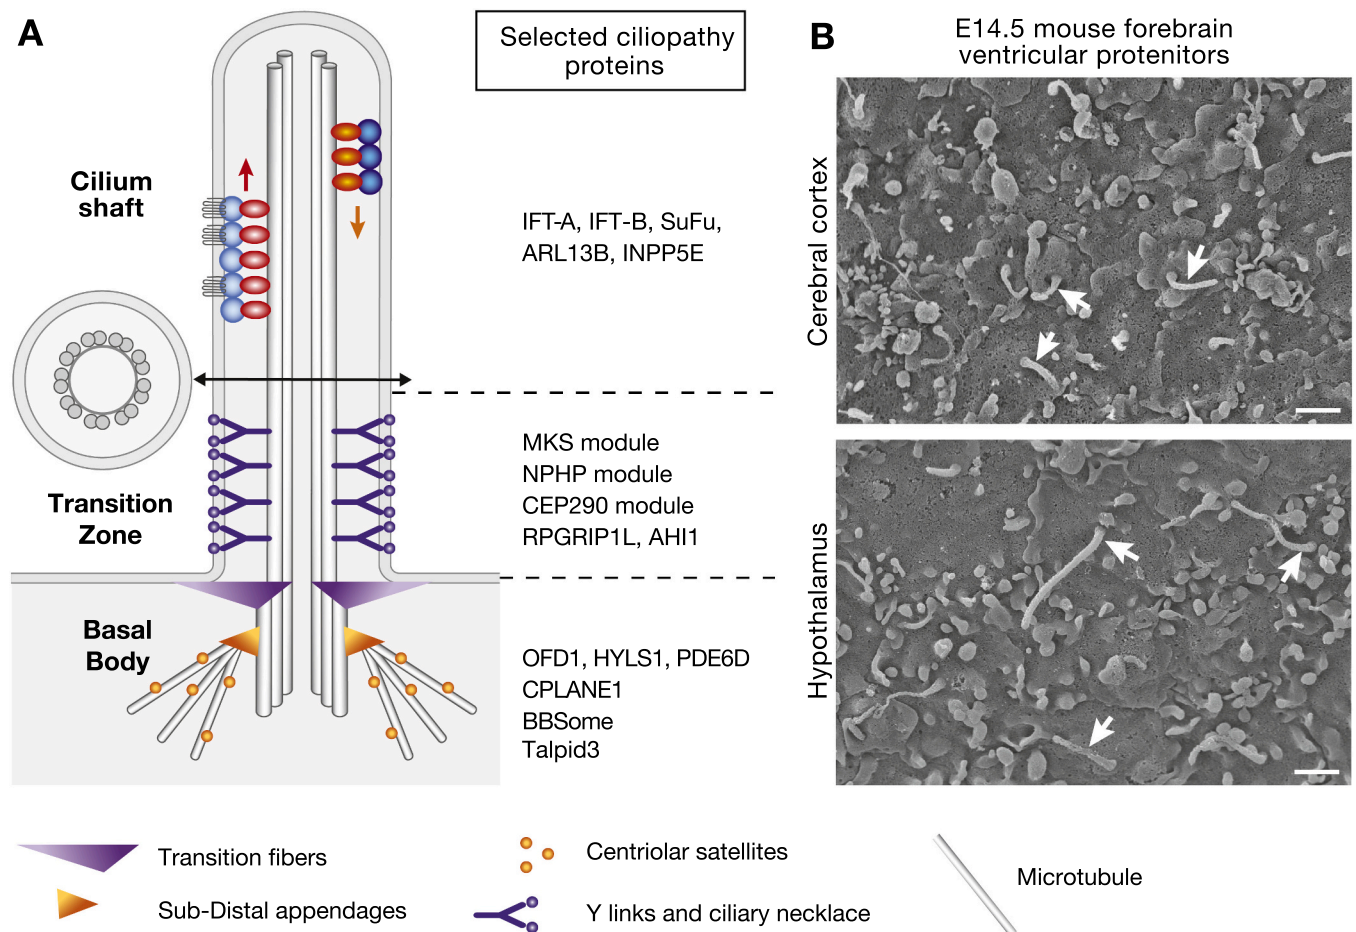 A
Selected ciliopathy
proteins
Cilium
shaft
IFT-A, IFT-B, SuFu,
ARL13B, INPP5E
Transition
Zone
MKS module
NPHP module
CEP290 module
RPGRIP1L, AHI1
Basal
Body
OFD1, HYLS1, PDE6D
CPLANE1
BBSome
Talpid3
Transition fibers
Sub-Distal appendages
Centriolar satellites
Y links and ciliary necklace
Microtubule
B
E14.5 mouse forebrain
ventricular protenitors
Cerebral cortex
Hypothalamus